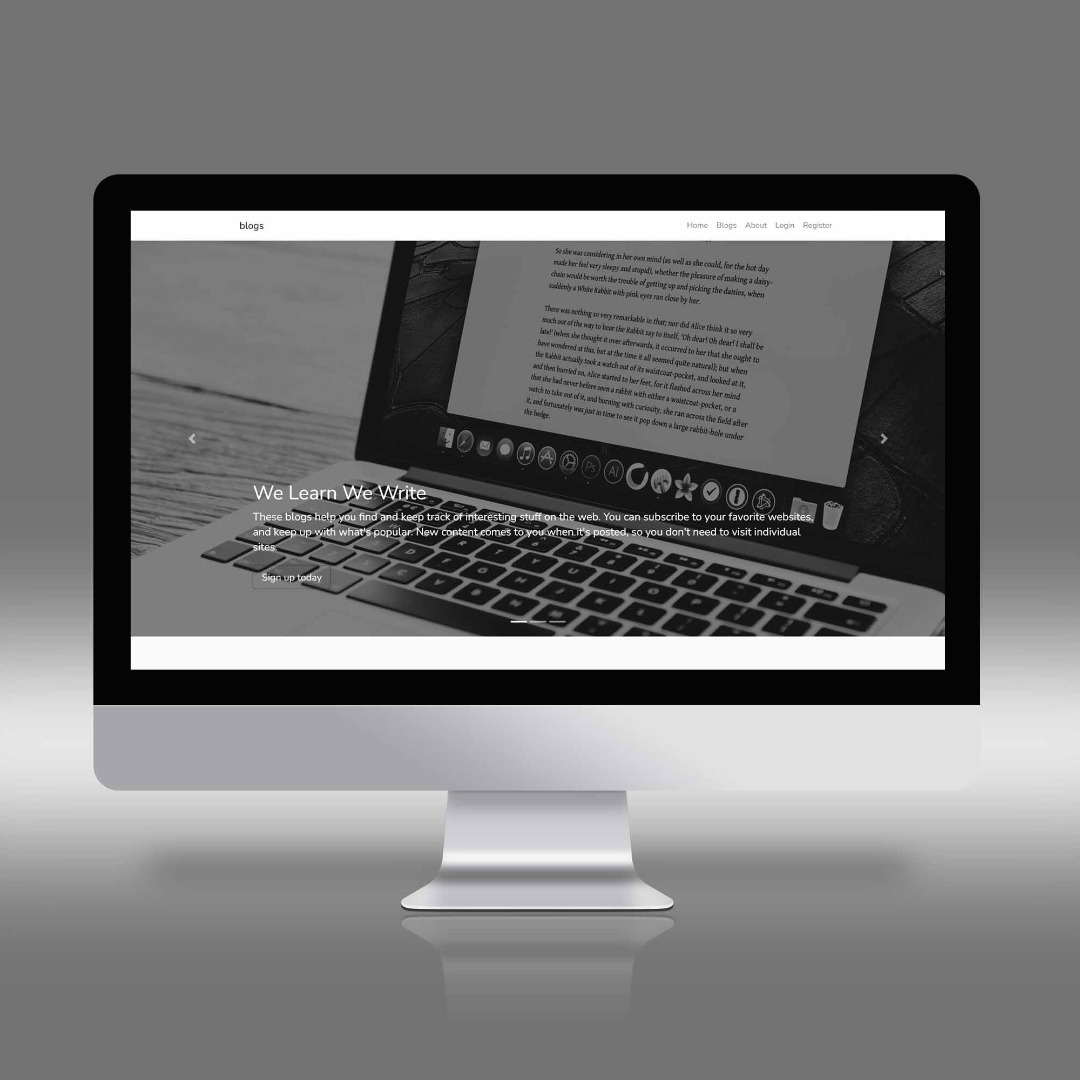 blogs
Home Blogs About Login Register
So she was considering in her own mind (as well as she could, for the hot day
made her feel very sleepy and stupid), whether the pleasure of making a daisy-
chain would be worth the trouble of getting up and picking the daisies, when
suddenly a White Rabbit with pink eyes ran close by her.
There was nothing so very remarkable in that; nor did Alice think it so very
much out of the way to hear the Rabbit say to itself, 'Oh dear! Oh dear! I shall be
late!' (when she thought it over afterwards, it occurred to her that she ought to
have wondered at this, but at the time it all seemed quite natural); but when
the Rabbit actually took a watch out of its waistcoat-pocket, and looked at it,
and then hurried on, Alice started to her feet, for it flashed across her mind
that she had never before seen a rabbit with either a waistcoat-pocket, or a
watch to take out of it, and burning with curiosity, she ran across the field after
it, and fortunately was just in time to see it pop down a large rabbit-hole under
the hedge.
Ps Ai
We Learn We Write
These blogs help you find and keep track of interesting stuff on the web. You can subscribe to your favorite websites,
and keep up with what's popular. New content comes to you when it's posted, so you don't need to visit individual
sites.
Sign up today